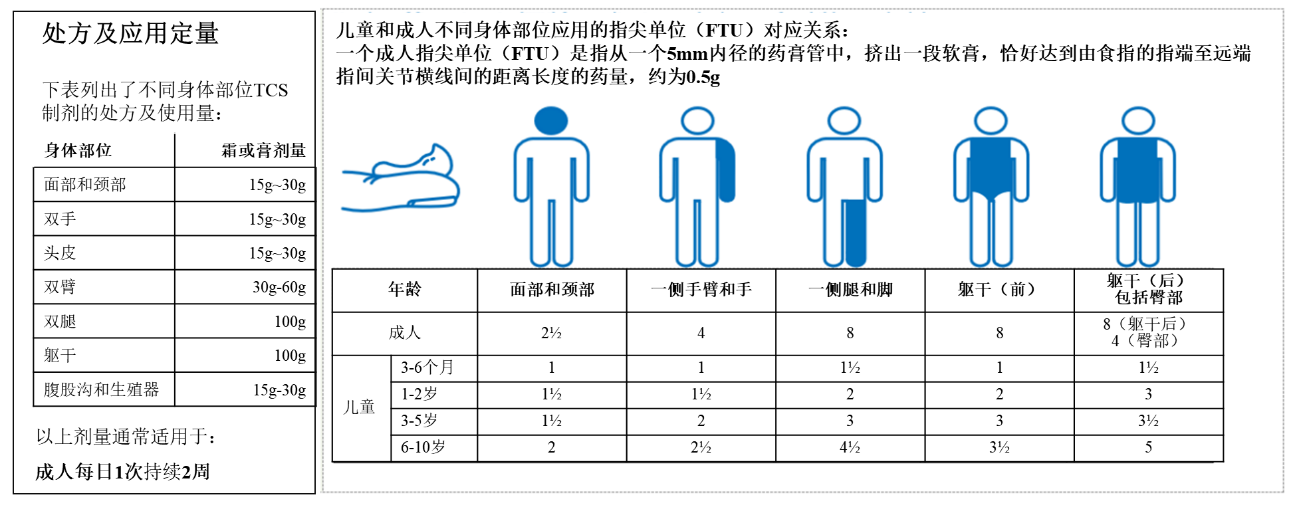 处方及应用定量
下表列出了不同身体部位TCS
制剂的处方及使用量：
身体部位 霜或膏剂量
面部和颈部 15g~30g
双手 15g~30g
头皮 15g~30g
双臂 30g-60g
双腿 100g
躯干 100g
腹股沟和生殖器 15g-30g
以上剂量通常适用于：
成人每日1次持续2周
儿童和成人不同身体部位应用的指尖单位（FTU）对应关系：
一个成人指尖单位（FTU）是指从一个5mm内径的药膏管中，挤出一段软膏，恰好达到由食指的指端至远端
指间关节横线间的距离长度的药量，约为0.5g
年龄 面部和颈部 一侧手臂和手 一侧腿和脚 躯干（前） 躯干（后）
包括臀部
成人 2½ 4 8 8 8（躯干后）
4（臀部）
儿童
3-6个月 1 1 1½ 1 1½
1-2岁 1½ 1½ 2 2 3
3-5岁 1½ 2 3 3 3½
6-10岁 2 2½ 4½ 3½ 5